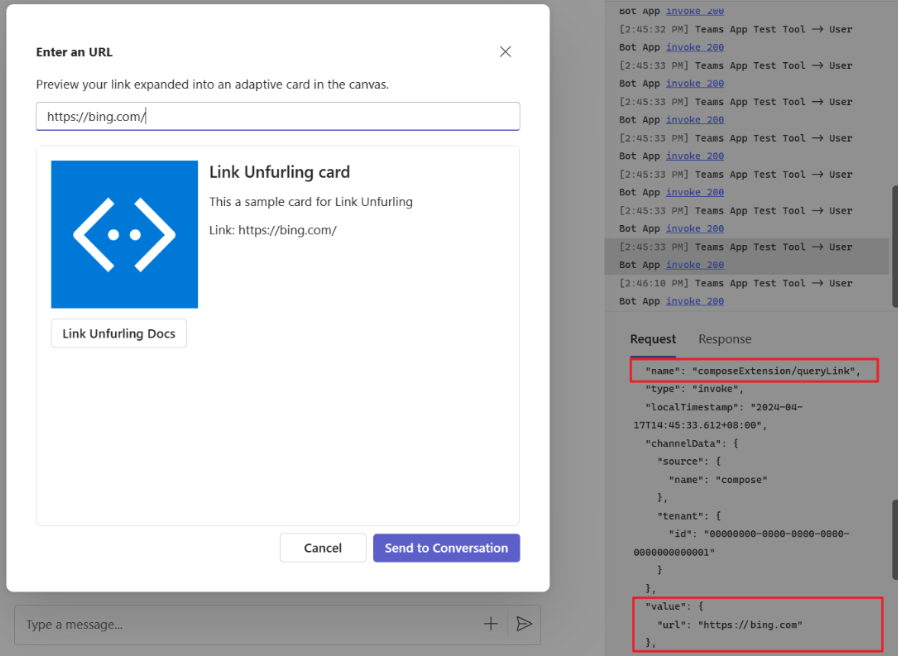 Enter an URL
Preview your link expanded into an adaptive card in the canvas.
https://bing.com/
Link Unfurling card
This a sample card for Link Unfurling
Link: https://bing.com/
Link Unfurling Docs
Cancel
Send to Conversation
Type a message...
Bot App invoke 200
[2:45:32 PM] Teams App Test Tool → User
Bot App invoke 200
[2:45:33 PM] Teams App Test Tool → User
Bot App invoke 200
[2:45:33 PM] Teams App Test Tool → User
Bot App invoke 200
[2:45:33 PM] Teams App Test Tool → User
Bot App invoke 200
[2:45:33 PM] Teams App Test Tool → User
Bot App invoke 200
[2:45:33 PM] Teams App Test Tool → User
Bot App invoke 200
[2:45:33 PM] Teams App Test Tool → User
Bot App invoke 200
[2:46:10 PM] Teams App Test Tool → User
Bot App invoke 200
Request Response
"name": "composeExtension/queryLink",
"type": "invoke",
"localTimestamp": "2024-04-
17T14:45:33.612+08:00",
"channelData": {
"source": {
"name": "compose"
},
"tenant": {
"id": "00000000-0000-0000-0000-
0000000000001"
}
},
"value": {
"url": "https://bing.com"
},